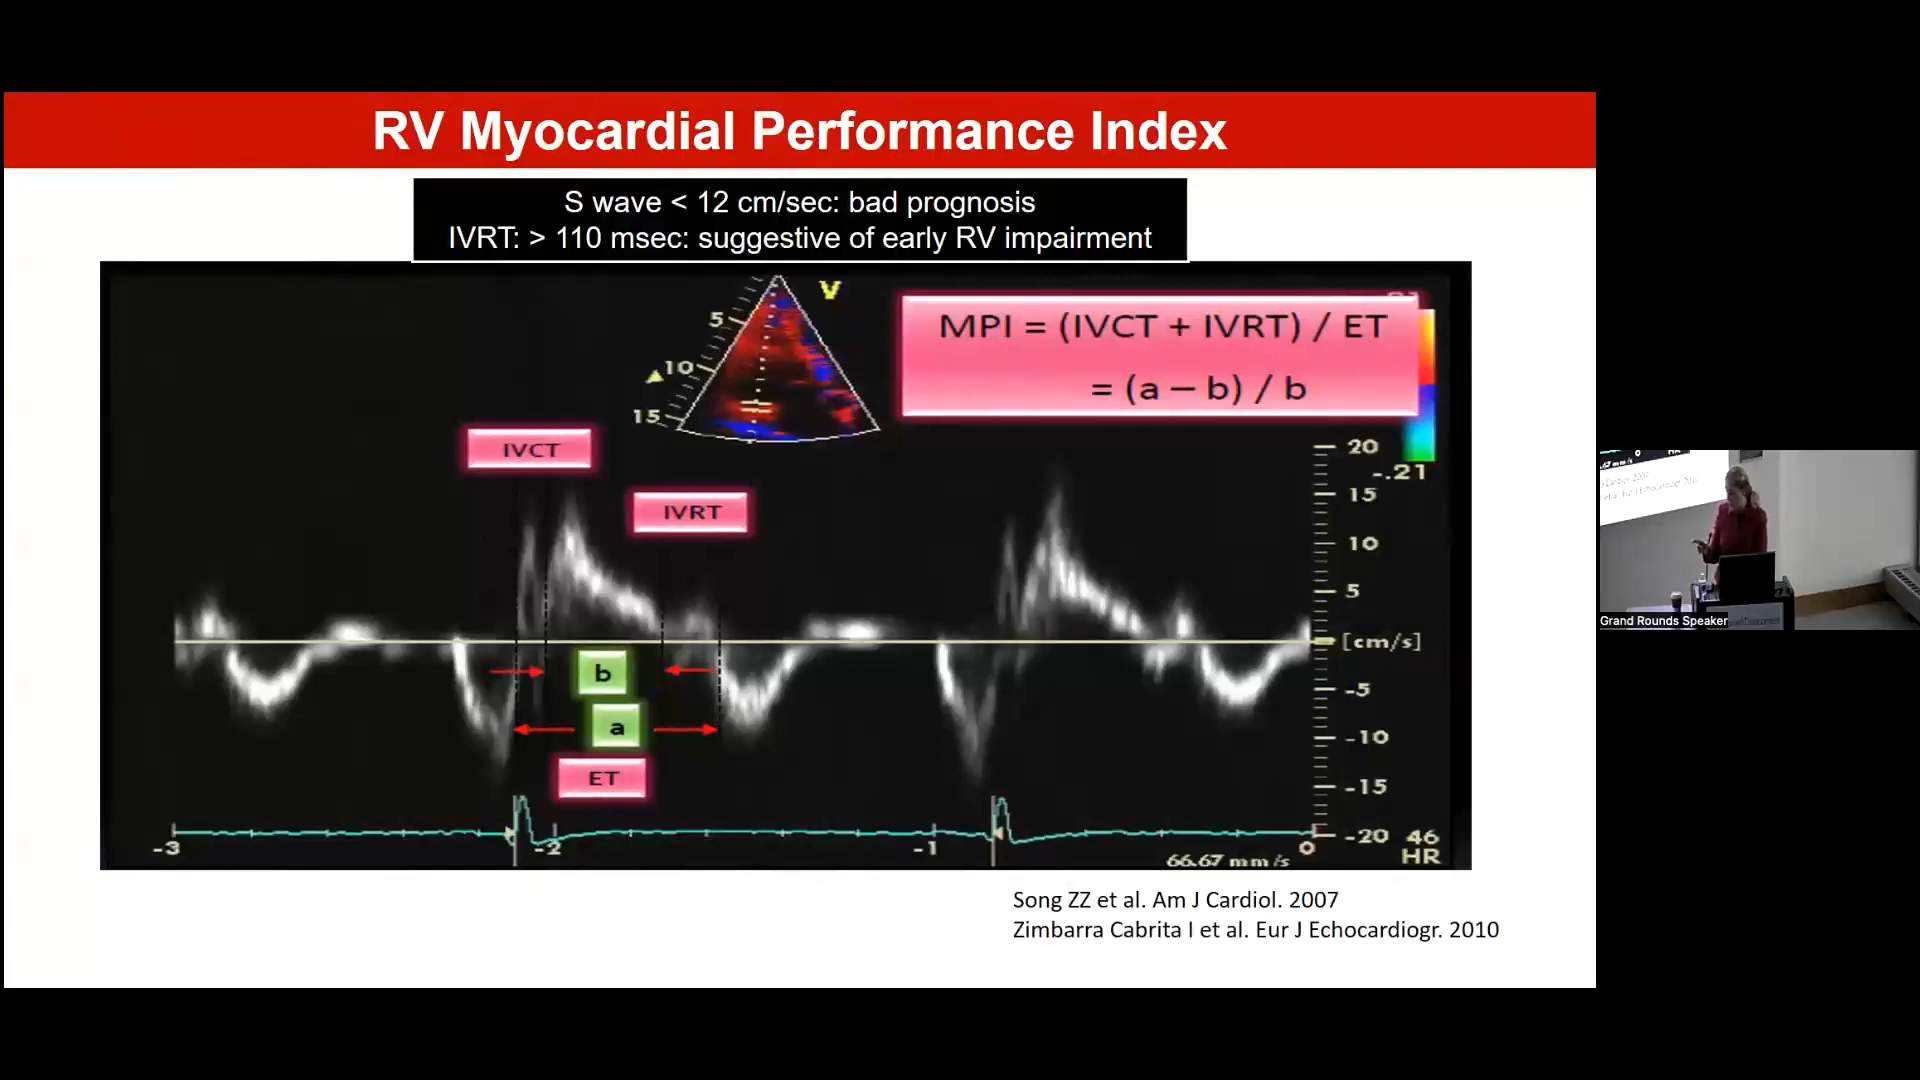 RV Myocardial Performance Index
S wave < 12 cm/sec: bad prognosis
IVRT: > 110 msec: suggestive of early RV impairment
V
5
10
15
MPI = (IVCT + IVRT) / ET
= (a – b) / b
-.21
IVCT
IVRT
20
15
10
5
[cm/s]
-5
-10
-15
-20
b
a
ET
46
HR
-3
-2
-1
0
66.67 mm/s
Song ZZ et al. Am J Cardiol. 2007
Zimbarra Cabrita I et al. Eur J Echocardiogr. 2010
Grand Rounds Speaker